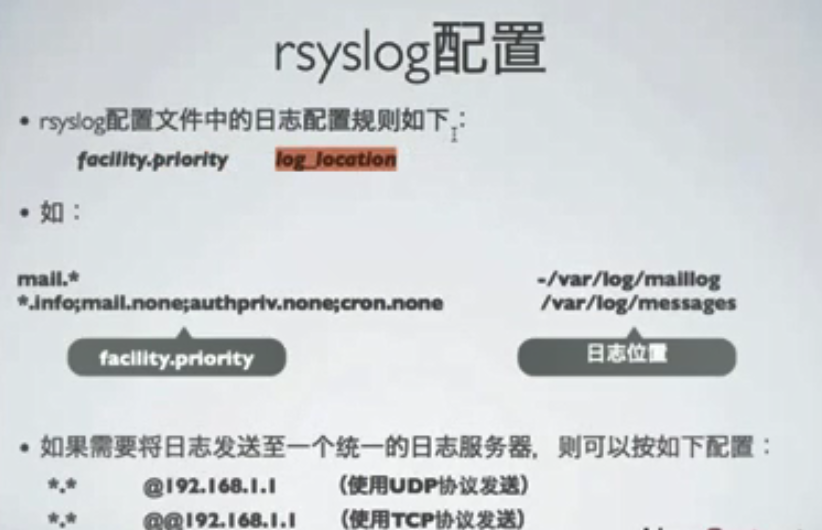 rsyslog配置
• rsyslog配置文件中的日志配置规则如下：
facility.priority log_location
• 如：
mail.* -/var/log/maillog
*.info;mail.none;authpriv.none;cron.none /var/log/messages
facility.priority 日志位置
• 如果需要将日志发送至一个统一的日志服务器，则可以按如下配置：
*.* @192.168.1.1 （使用UDP协议发送）
*.* @@192.168.1.1 （使用TCP协议发送）